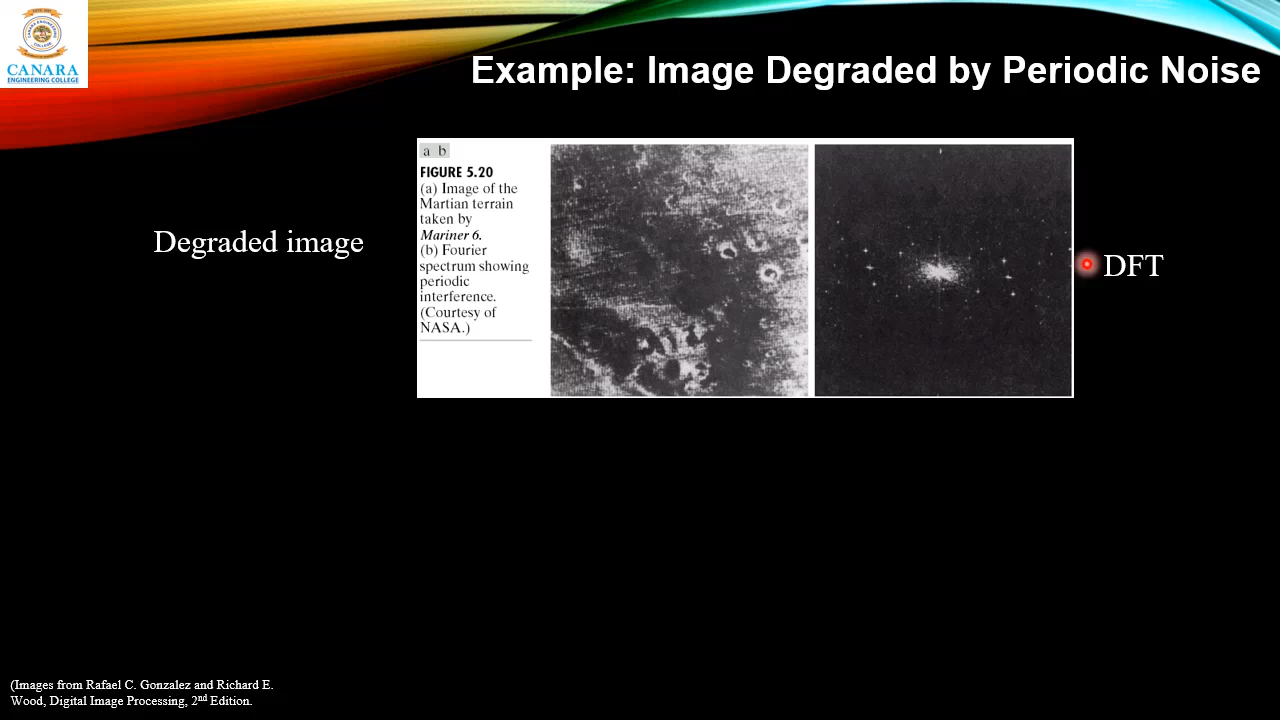 CANARA
ENGINEERING COLLEGE
Example: Image Degraded by Periodic Noise
a b
FIGURE 5.20
(a) Image of the
Martian terrain
taken by
Mariner 6.
(b) Fourier
spectrum showing
periodic
interference.
(Courtesy of
NASA.)
Degraded image
DFT
(Images from Rafael C. Gonzalez and Richard E.
Wood, Digital Image Processing, 2nd Edition.